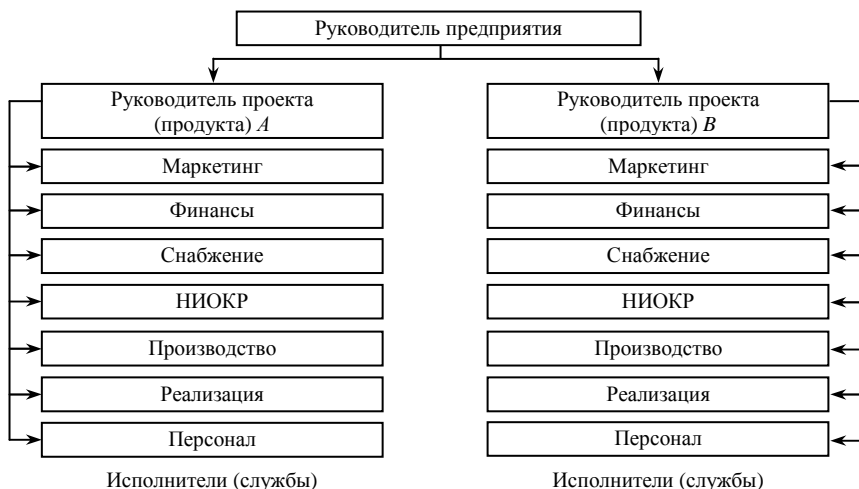 Руководитель предприятия
Руководитель проекта
(продукта) A
Маркетинг
Финансы
Снабжение
НИОКР
Производство
Реализация
Персонал
Исполнители (службы)
Руководитель проекта
(продукта) B
Маркетинг
Финансы
Снабжение
НИОКР
Производство
Реализация
Персонал
Исполнители (службы)